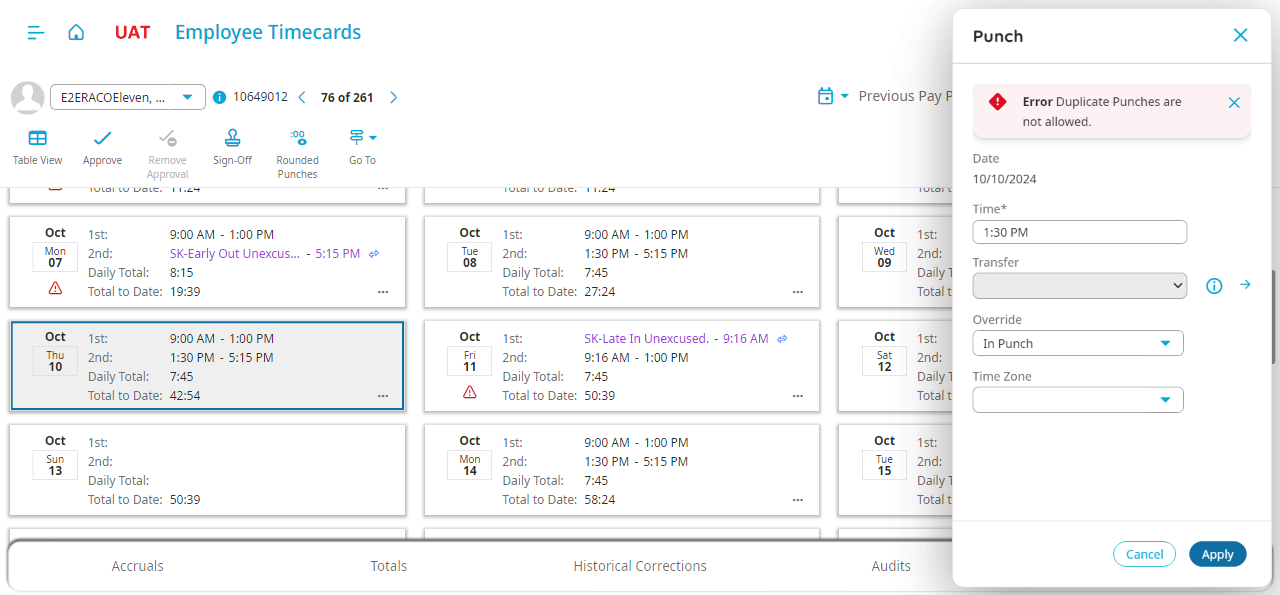 UAT
Employee Timecards
E2ERACOEleven, ...
10649012
76 of 261
Previous Pay P
Table View
Approve
Remove Approval
Sign-Off
Rounded Punches
Go To
Total to Date: 11:24
Total to Date: 11:24
Oct
Mon
07
1st: 9:00 AM - 1:00 PM
2nd: SK-Early Out Unexcus... - 5:15 PM
Daily Total: 8:15
Total to Date: 19:39
...
Oct
Tue
08
1st: 9:00 AM - 1:00 PM
2nd: 1:30 PM - 5:15 PM
Daily Total: 7:45
Total to Date: 27:24
...
Oct
Wed
09
1st:
2nd:
Daily T
Total t
Oct
Thu
10
1st: 9:00 AM - 1:00 PM
2nd: 1:30 PM - 5:15 PM
Daily Total: 7:45
Total to Date: 42:54
...
Oct
Fri
11
1st: SK-Late In Unexcused. - 9:16 AM
2nd: 9:16 AM - 1:00 PM
Daily Total: 7:45
Total to Date: 50:39
...
Oct
Sat
12
1st:
2nd:
Daily T
Total t
Oct
Sun
13
1st:
2nd:
Daily Total:
Total to Date: 50:39
Oct
Mon
14
1st: 9:00 AM - 1:00 PM
2nd: 1:30 PM - 5:15 PM
Daily Total: 7:45
Total to Date: 58:24
...
Oct
Tue
15
1st:
2nd:
Daily T
Total t
Accruals
Totals
Historical Corrections
Audits
Punch
Error Duplicate Punches are
not allowed.
Date
10/10/2024
Time*
1:30 PM
Transfer
Override
In Punch
Time Zone
Cancel
Apply